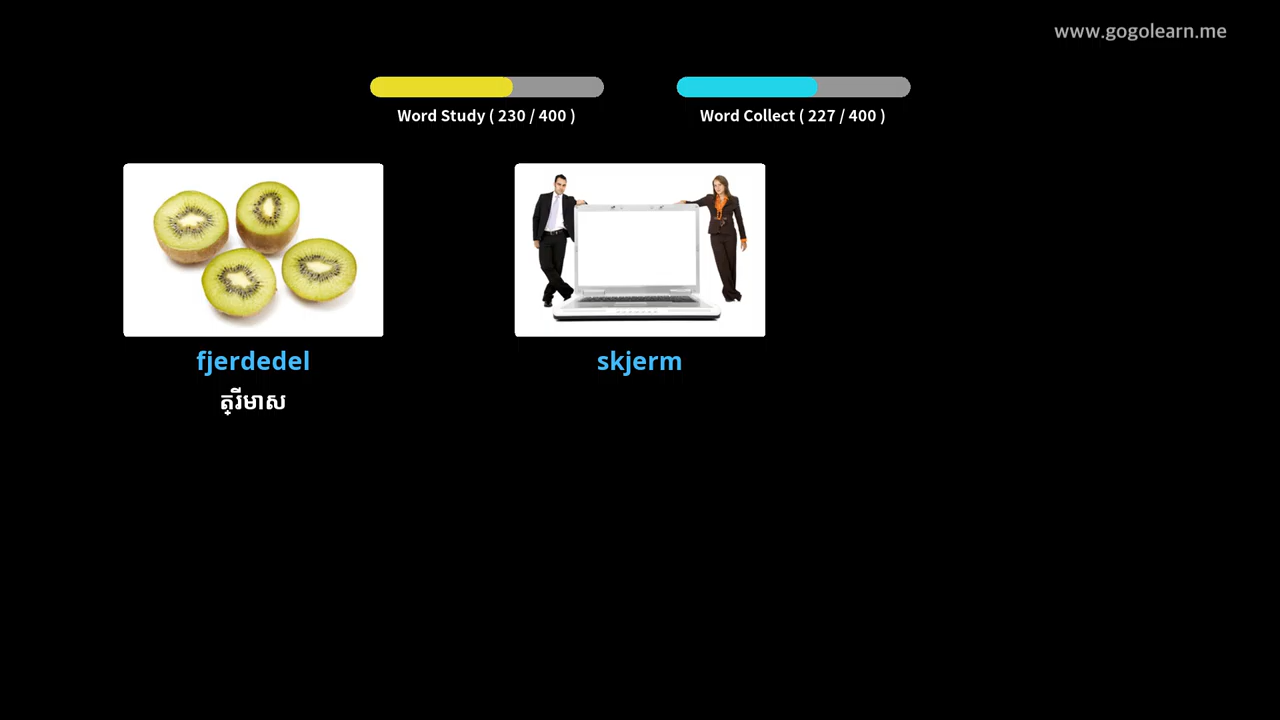 www.gogolearn.me
Word Study ( 230 / 400 )
Word Collect ( 227 / 400 )
fjerdedel
skjerm
ត្រីមាស